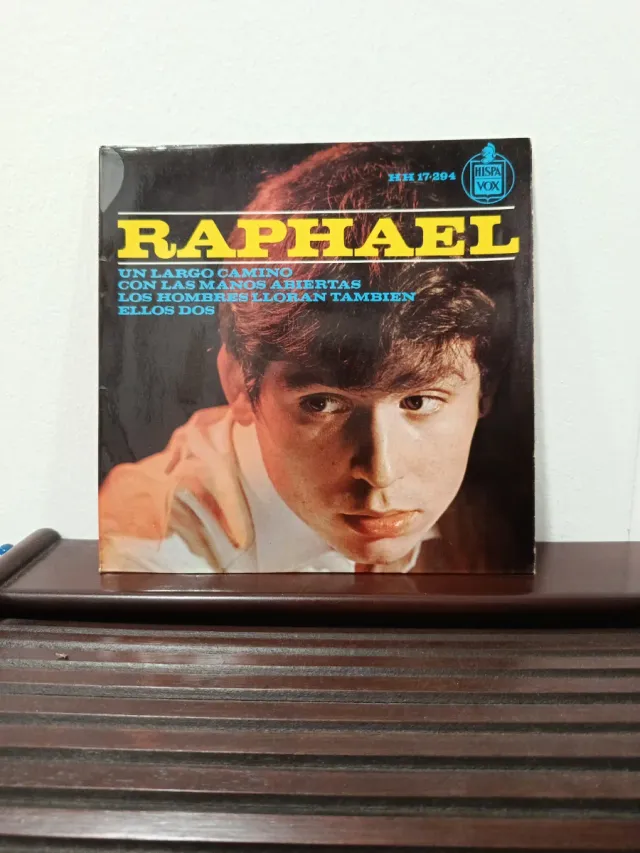 HH 17-294
HISPA
VOX
RAPHAEL
UN LARGO CAMINO
CON LAS MANOS ABIERTAS
LOS HOMBRES LLORAN TAMBIEN
ELLOS DOS